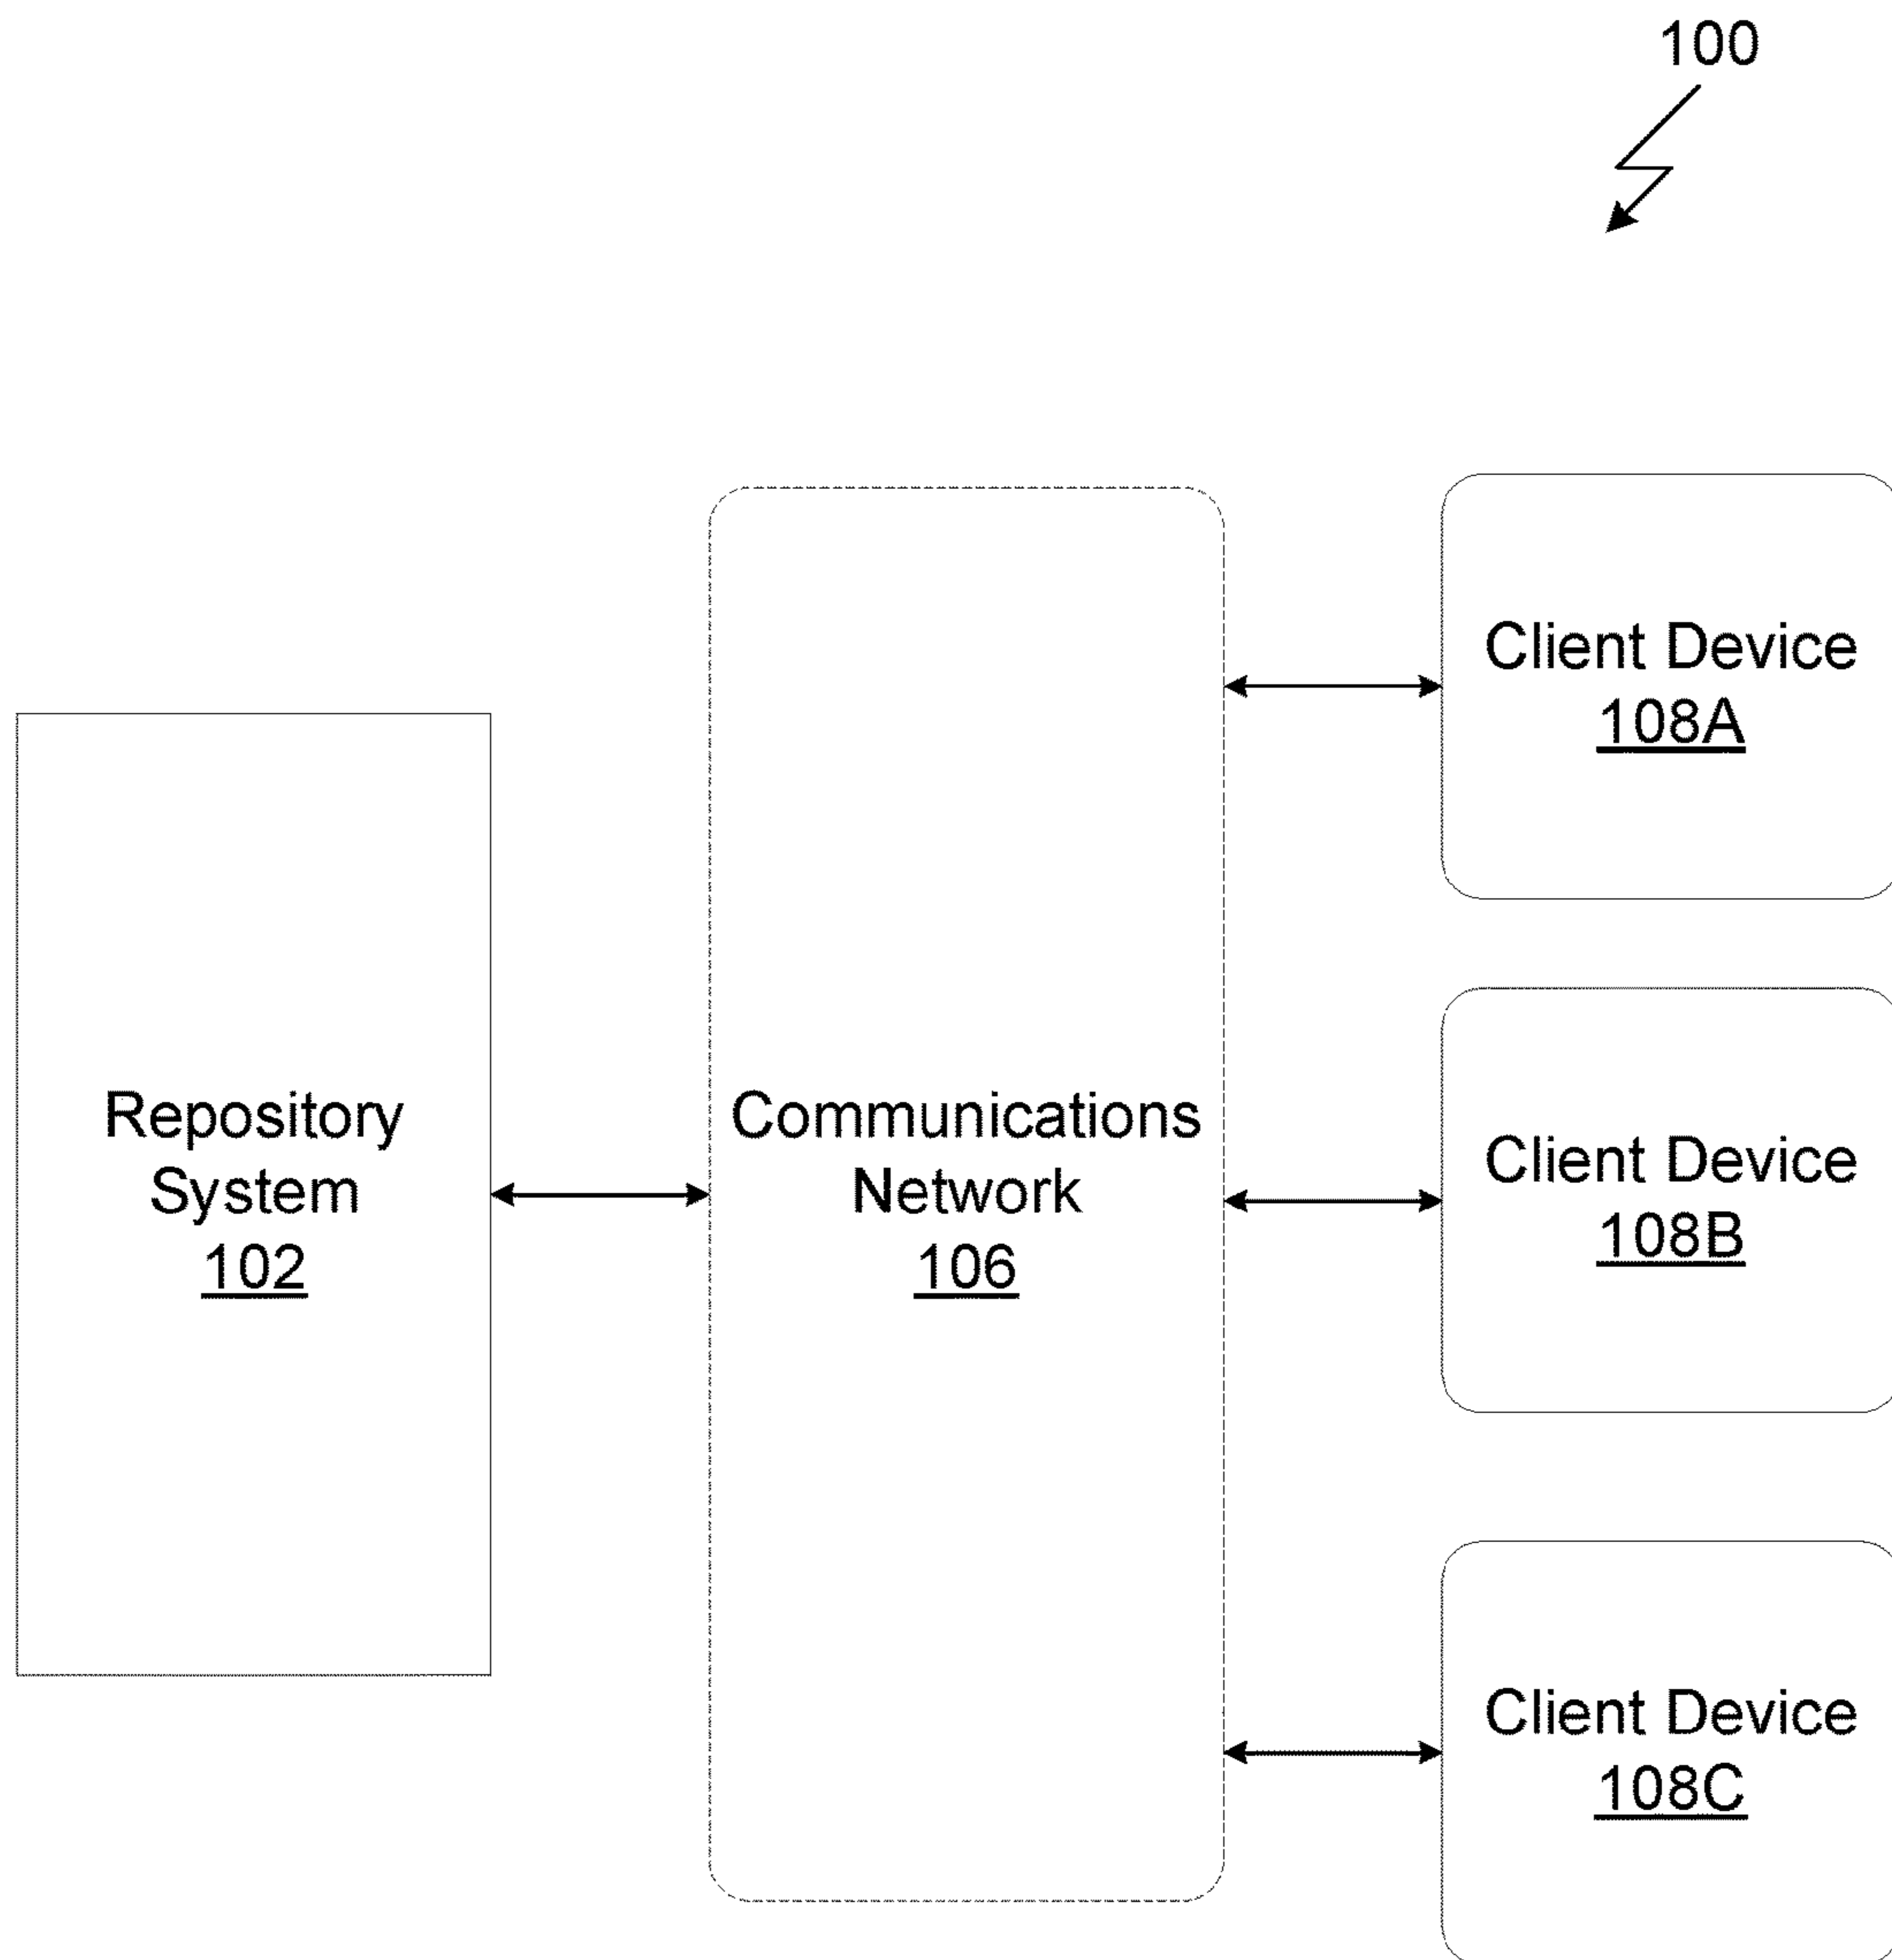 100
Repository
System
102
Communications
Network
106
Client Device
108A
Client Device
108B
Client Device
108C